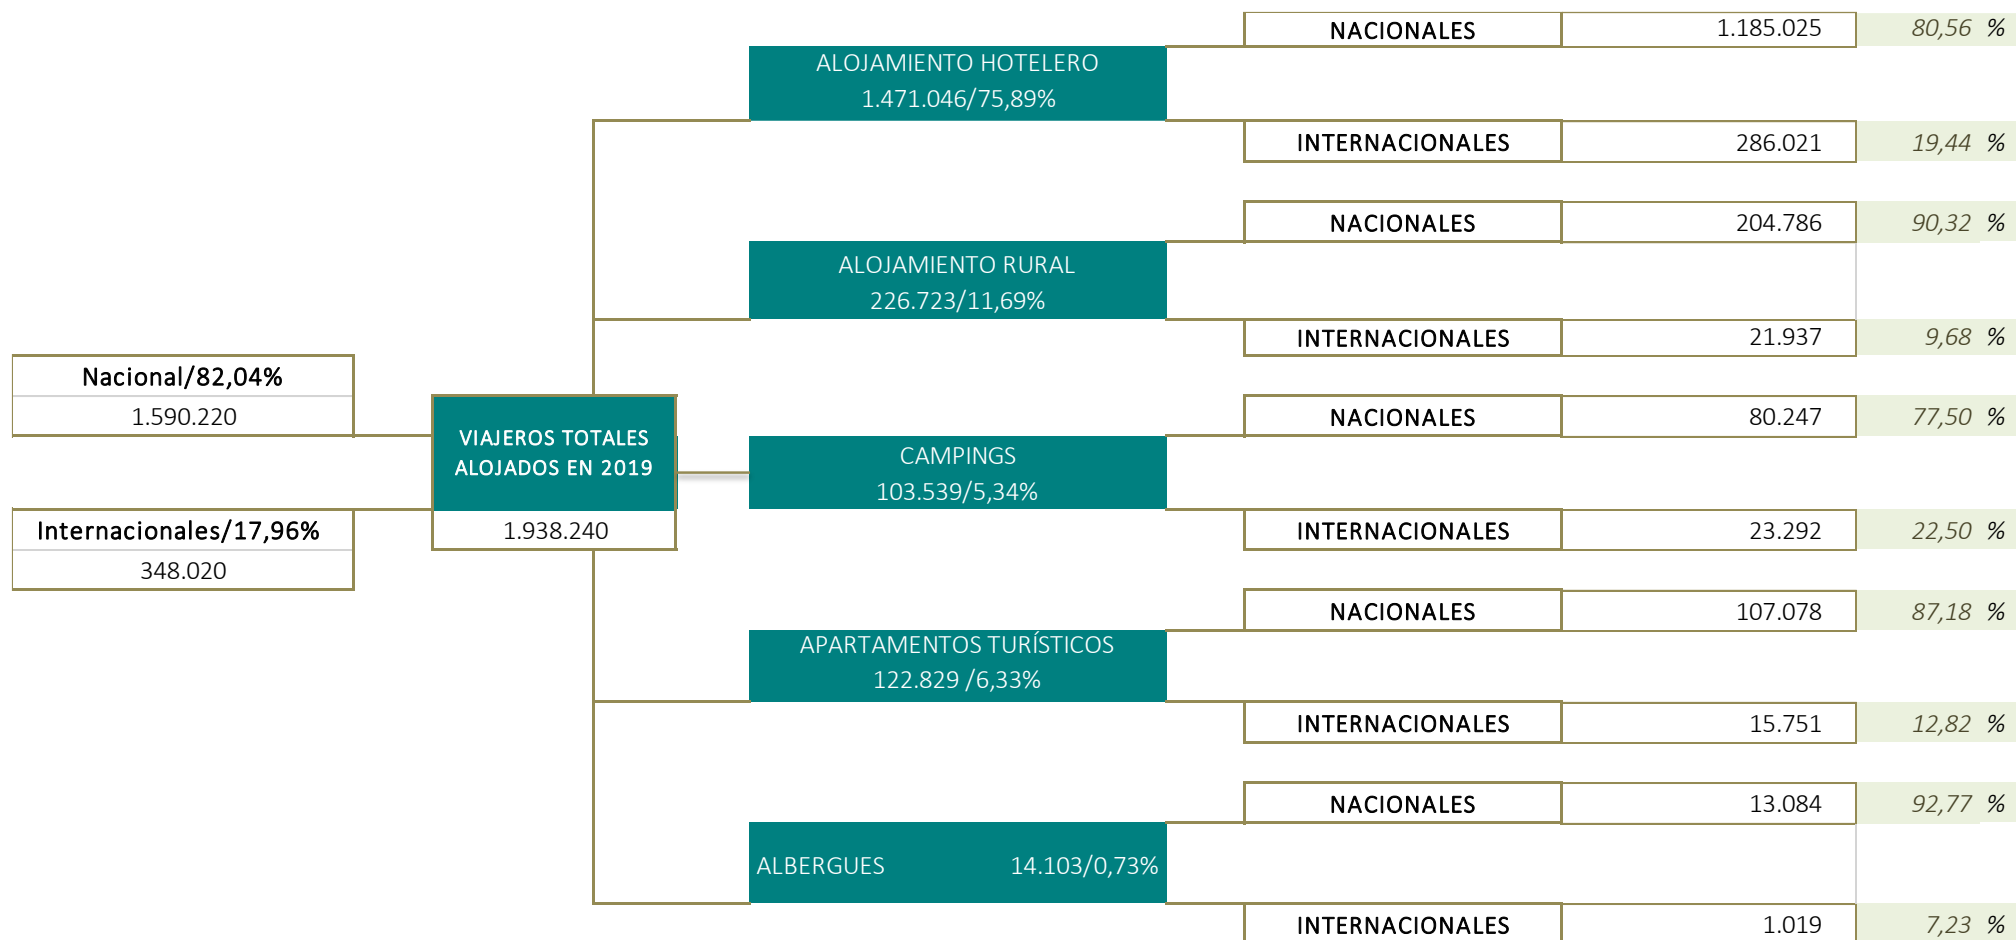 NACIONALES 1.185.025 80,56 %
ALOJAMIENTO HOTELERO
1.471.046/75,89%
INTERNACIONALES 286.021 19,44 %
NACIONALES 204.786 90,32 %
ALOJAMIENTO RURAL
226.723/11,69%
INTERNACIONALES 21.937 9,68 %
Nacional/82,04%
1.590.220
NACIONALES 80.247 77,50 %
VIAJEROS TOTALES
ALOJADOS EN 2019
1.938.240
CAMPINGS
103.539/5,34%
Internacionales/17,96%
348.020
INTERNACIONALES 23.292 22,50 %
NACIONALES 107.078 87,18 %
APARTAMENTOS TURÍSTICOS
122.829 /6,33%
INTERNACIONALES 15.751 12,82 %
NACIONALES 13.084 92,77 %
ALBERGUES 14.103/0,73%
INTERNACIONALES 1.019 7,23 %